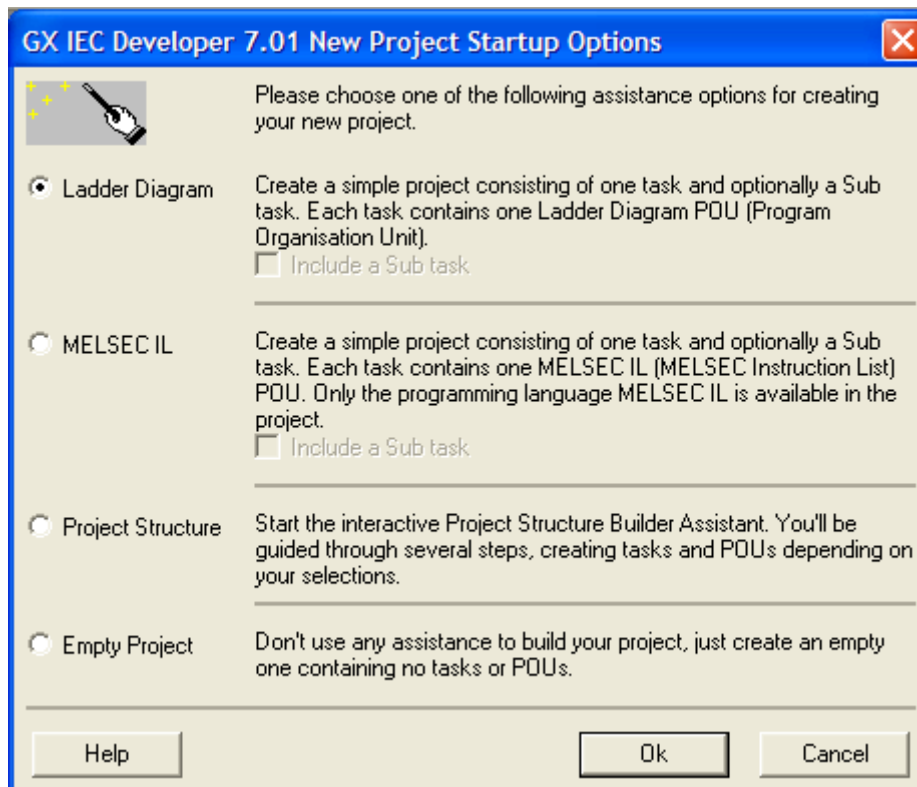 GX IEC Developer 7.01 New Project Startup Options
Please choose one of the following assistance options for creating
your new project.
Ladder Diagram
Create a simple project consisting of one task and optionally a Sub
task. Each task contains one Ladder Diagram POU (Program
Organisation Unit).
Include a Sub task
MELSEC IL
Create a simple project consisting of one task and optionally a Sub
task. Each task contains one MELSEC IL (MELSEC Instruction List)
POU. Only the programming language MELSEC IL is available in the
project.
Include a Sub task
Project Structure
Start the interactive Project Structure Builder Assistant. You'll be
guided through several steps, creating tasks and POUs depending on
your selections.
Empty Project
Don't use any assistance to build your project, just create an empty
one containing no tasks or POUs.
Help
Ok
Cancel